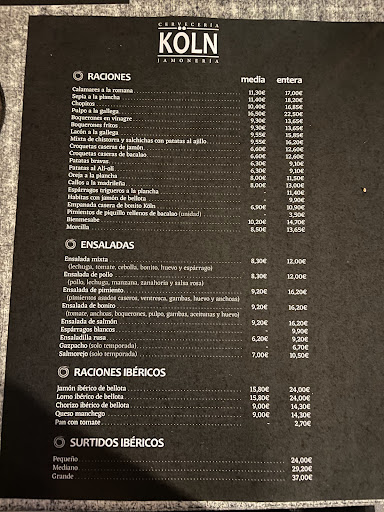 CERVECERÍA
KÖLN
JAMONERÍA
RACIONES media entera
Calamares a la romana 11,30€ 17,00€
Sepia a la plancha 11,40€ 18,20€
Chopitos 10,40€ 16,85€
Pulpo a la gallega 16,50€ 22,50€
Boquerones en vinagre 9,30€ 13,65€
Boquerones fritos 9,30€ 13,65€
Lacón a la gallega 9,55€ 15,85€
Mixta de chistorra y salchichas con patatas al ajillo 9,55€ 16,20€
Croquetas caseras de jamón 6,60€ 12,60€
Croquetas caseras de bacalao 6,60€ 12,60€
Patatas bravas 6,30€ 9,10€
Patatas al Ali-oli 6,30€ 9,10€
Oreja a la plancha 8,00€ 11,50€
Callos a la madrileña 8,00€ 13,00€
Espárragos trigueros a la plancha 11,40€
Habitas con jamón de bellota 9,90€
Empanada casera de bonito Köln 6,90€ 10,90€
Pimientos de piquillo rellenos de bacalao (unidad) 3,90€
Bienmesabe 10,20€ 14,70€
Morcilla 8,50€ 13,65€
ENSALADAS
Ensalada mixta 8,30€ 12,00€
(lechuga, tomate, cebolla, bonito, huevo y espárrago)
Ensalada de pollo 8,30€ 12,00€
(pollo, lechuga, manzana, zanahoria y salsa rosa)
Ensalada de pimiento 9,20€ 16,20€
(pimientos asados caseros, ventresca, gambas, huevo y anchoas)
Ensalada de bonito 9,20€ 16,20€
(tomate, anchoas, boquerones, pulpo, gambas, aceitunas y huevo)
Ensalada de salmón 9,20€ 16,20€
Espárragos blancos 9,90€
Ensaladilla rusa 6,20€ 9,20€
Gazpacho (solo temporada) 6,70€
Salmorejo (solo temporada) 7,00€ 10,50€
RACIONES IBÉRICOS
Jamón ibérico de bellota 15,80€ 24,00€
Lomo ibérico de bellota 15,80€ 24,00€
Chorizo ibérico de bellota 9,00€ 14,30€
Queso manchego 9,00€ 14,30€
Pan con tomate - 2,70€
SURTIDOS IBÉRICOS
Pequeño 24,00€
Mediano 29,20€
Grande 37,00€